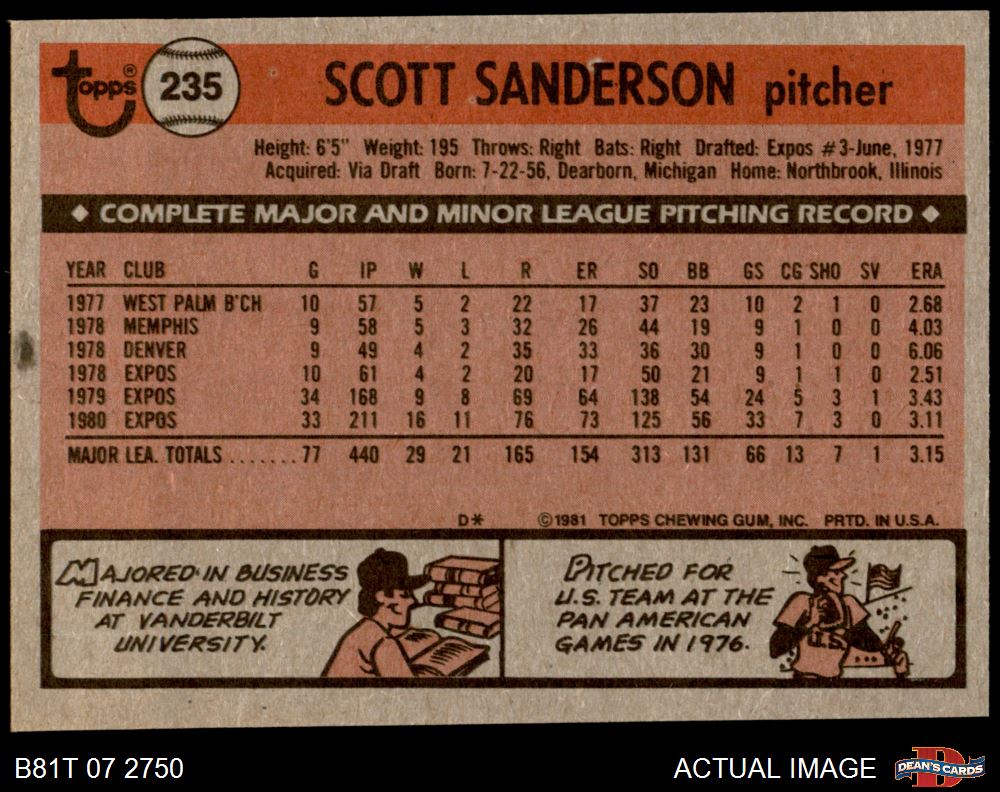 Topps® 235 SCOTT SANDERSON pitcher
Height: 6'5" Weight: 195 Throws: Right Bats: Right Drafted: Expos #3-June, 1977
Acquired: Via Draft Born: 7-22-56, Dearborn, Michigan Home: Northbrook, Illinois
◆ COMPLETE MAJOR AND MINOR LEAGUE PITCHING RECORD ◆
YEAR CLUB G IP W L R ER SO BB GS CG SHO SV ERA
1977 WEST PALM B'CH 10 57 5 2 22 17 37 23 10 2 1 0 2.68
1978 MEMPHIS 9 58 5 3 32 26 44 19 9 1 0 0 4.03
1978 DENVER 9 49 4 2 35 33 36 30 9 1 0 0 6.06
1978 EXPOS 10 61 4 2 20 17 50 21 9 1 1 0 2.51
1979 EXPOS 34 168 9 8 69 64 138 54 24 5 3 1 3.43
1980 EXPOS 33 211 16 11 76 73 125 56 33 7 3 0 3.11
MAJOR LEA. TOTALS ....... 77 440 29 21 165 154 313 131 66 13 7 1 3.15
D* ©1981 TOPPS CHEWING GUM, INC. PRTD. IN U.S.A.
MAJORED IN BUSINESS
FINANCE AND HISTORY
AT VANDERBILT
UNIVERSITY.
PITCHED FOR
U.S. TEAM AT THE
PAN AMERICAN
GAMES IN 1976.
B81T 07 2750 ACTUAL IMAGE DEAN'S CARDS